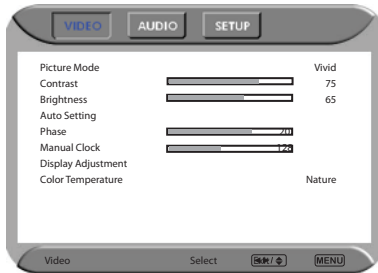 VIDEO AUDIO SETUP
Picture Mode Vivid
Contrast 75
Brightness 65
Auto Setting
Phase 20
Manual Clock 128
Display Adjustment
Color Temperature Nature
Video Select / MENU